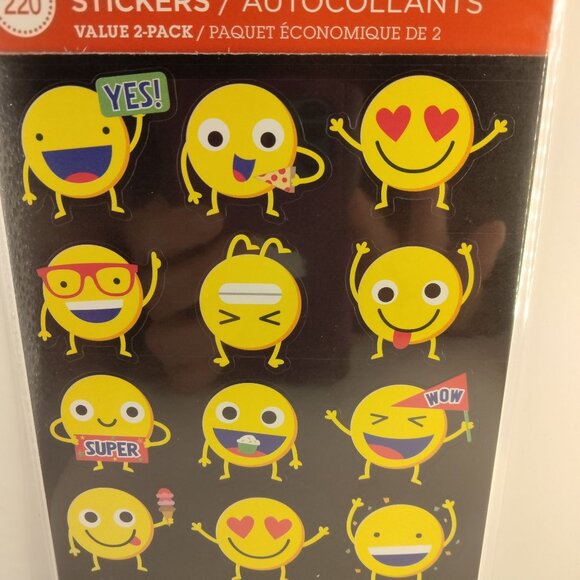 220
STICKERS / AUTOCOLLANTS
VALUE 2-PACK / PAQUET ÉCONOMIQUE DE 2
YES!
SUPER
WOW